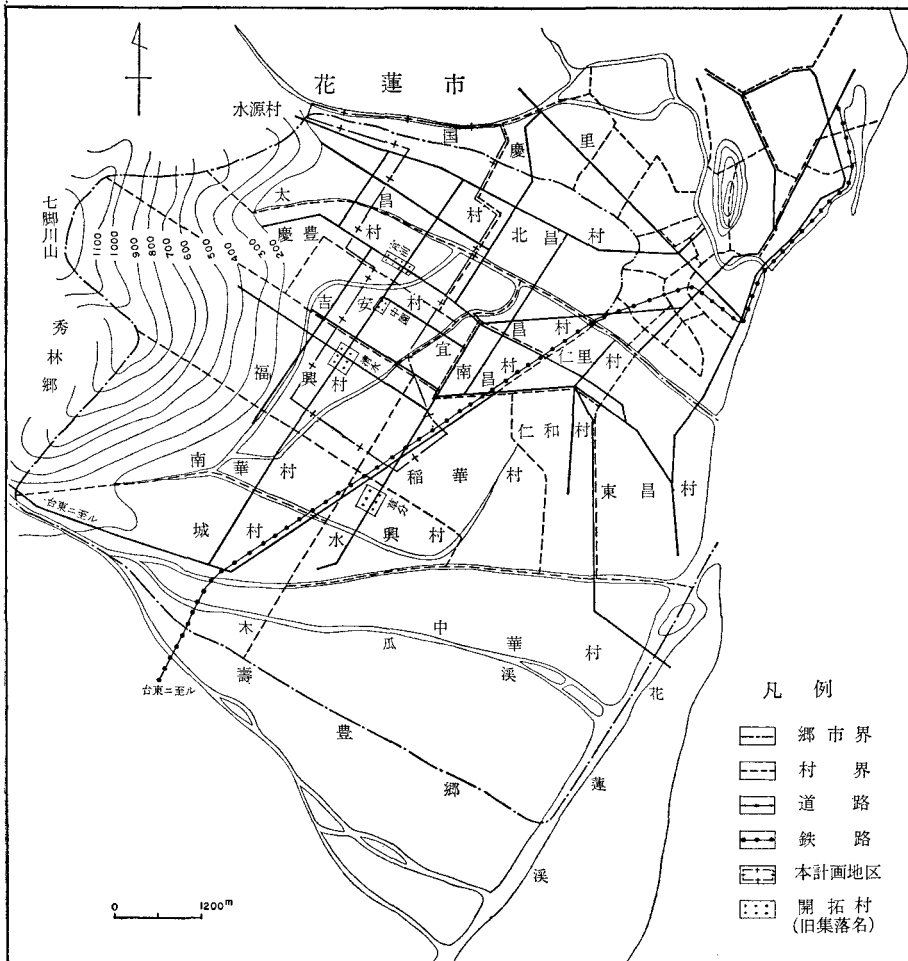 花蓮市
水源村
国慶里
太昌村
北昌村
慶豊村
七脚川山
1100
1000
900
800
700
600
500
400
300
200
吉安村
宜昌村
南昌村
仁里村
秀林郷
福興村
清水
仁和村
南華村
稲華村
東昌村
台東ニ至ル
草分
城村
水興村
木瓜溪
中華村
台東ニ至ル
壽豊郷
花蓮溪
0 1200m
凡例
郷市界
村界
道路
鉄路
本計画地区
開拓村
(旧集落名)